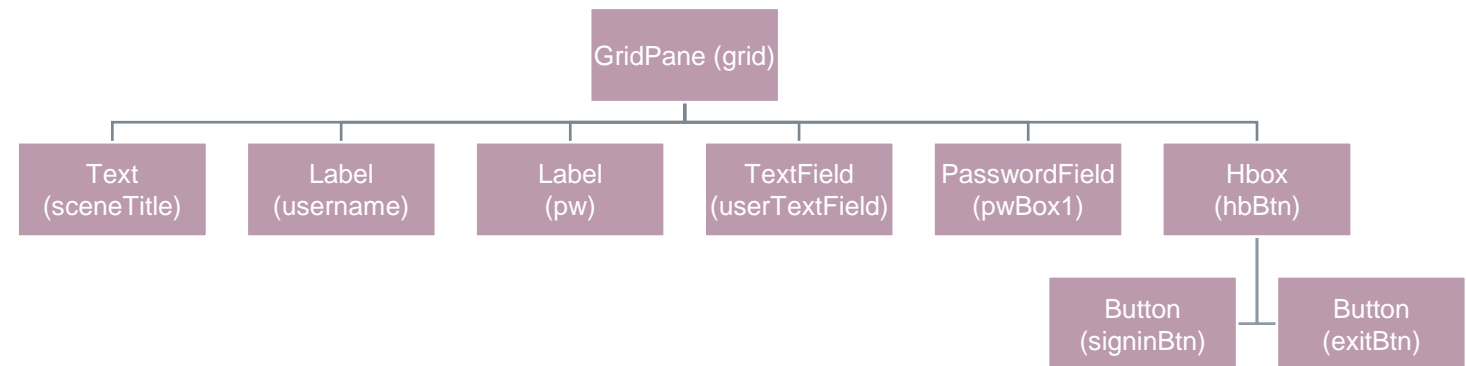 GridPane (grid)
Text
(sceneTitle)
Label
(username)
Label
(pw)
TextField
(userTextField)
PasswordField
(pwBox1)
Hbox
(hbBtn)
Button
(signinBtn)
Button
(exitBtn)